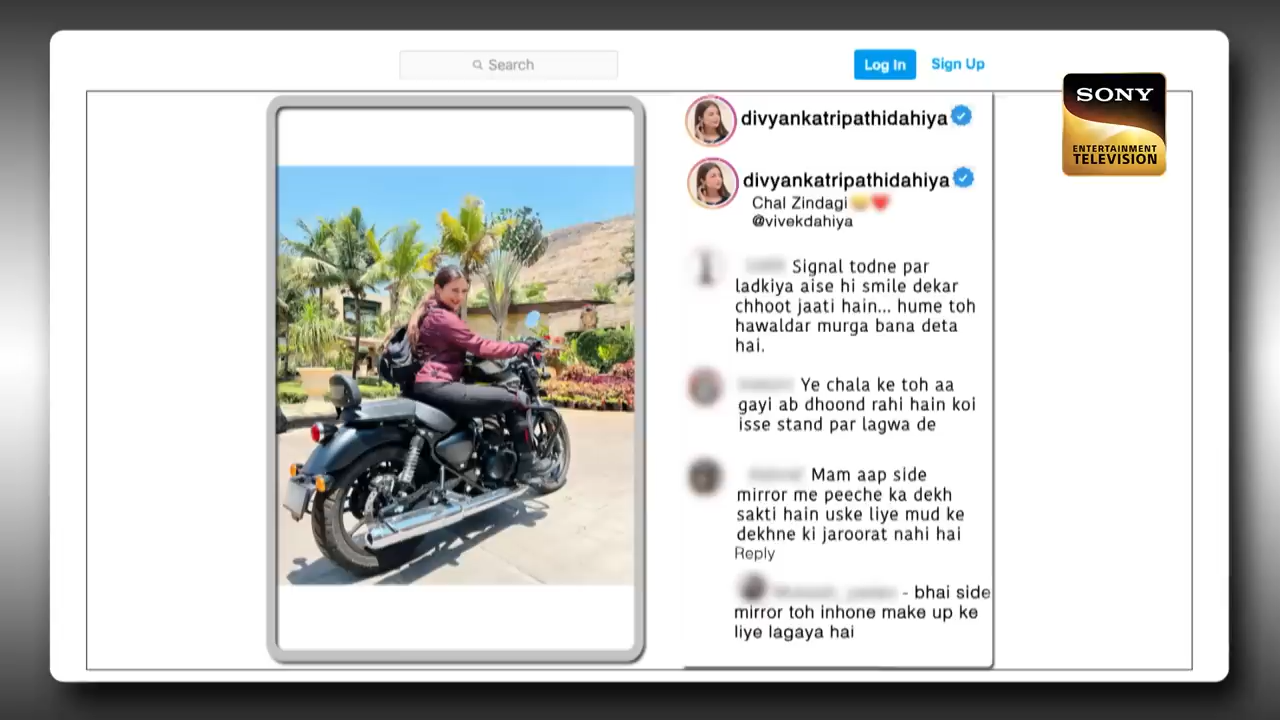 Search
Log In
Sign Up
SONY
ENTERTAINMENT
TELEVISION
divyankatripathidahiya
divyankatripathidahiya
Chal Zindagi
@vivekdahiya
Signal todne par
ladkiya aise hi smile dekar
chhoot jaati hain... hume toh
hawaldar murga bana deta
hai.
Ye chala ke toh aa
gayi ab dhoond rahi hain koi
isse stand par lagwa de
Mam aap side
mirror me peeche ka dekh
sakti hain uske liye mud ke
dekhne ki jaroorat nahi hai
Reply
- bhai side
mirror toh inhone make up ke
liye lagaya hai